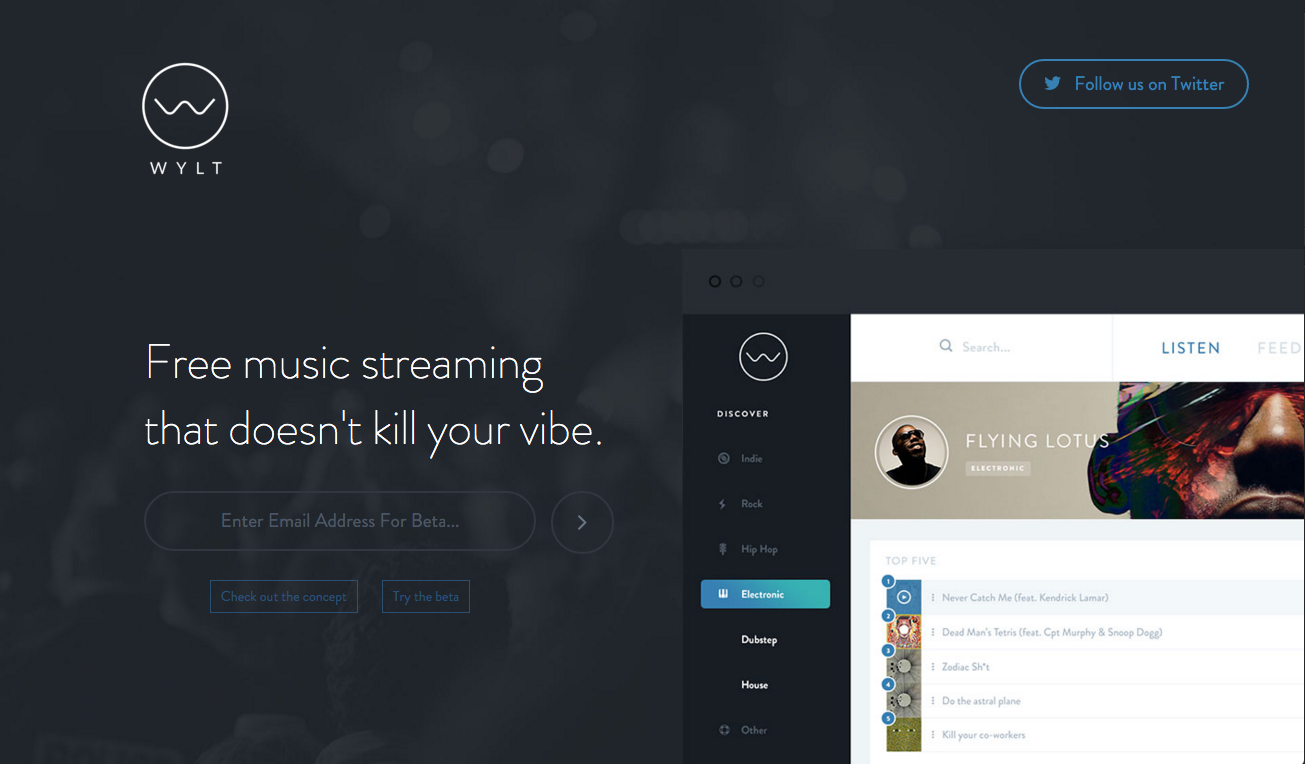 WYLT
Follow us on Twitter
Free music streaming
that doesn't kill your vibe.
Enter Email Address For Beta...
Check out the concept
Try the beta
Search...
LISTEN
FEED
DISCOVER
Indie
Rock
Hip Hop
Electronic
Dubstep
House
Other
FLYING LOTUS
ELECTRONIC
TOP FIVE
1
Never Catch Me (feat. Kendrick Lamar)
2
Dead Man's Tetris (feat. Cpt Murphy & Snoop Dogg)
3
Zodiac Sh*t
4
Do the astral plane
5
Kill your co-workers